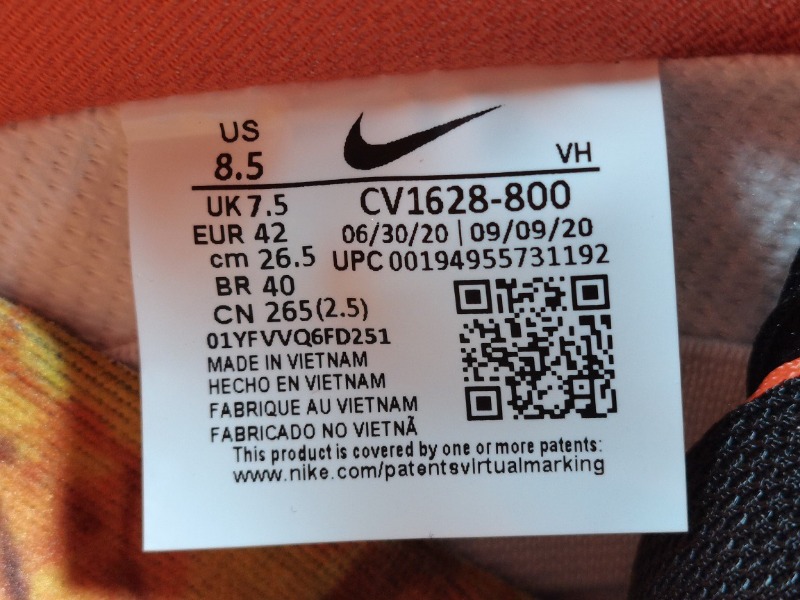 US
8.5
VH
UK 7.5
CV1628-800
EUR 42
06/30/20 | 09/09/20
cm 26.5
UPC 00194955731192
BR 40
CN 265(2.5)
01YFVVQ6FD251
MADE IN VIETNAM
HECHO EN VIETNAM
FABRIQUE AU VIETNAM
FABRICADO NO VIETNÃ
This product is covered by one or more patents:
www.nike.com/patentsvirtualmarking